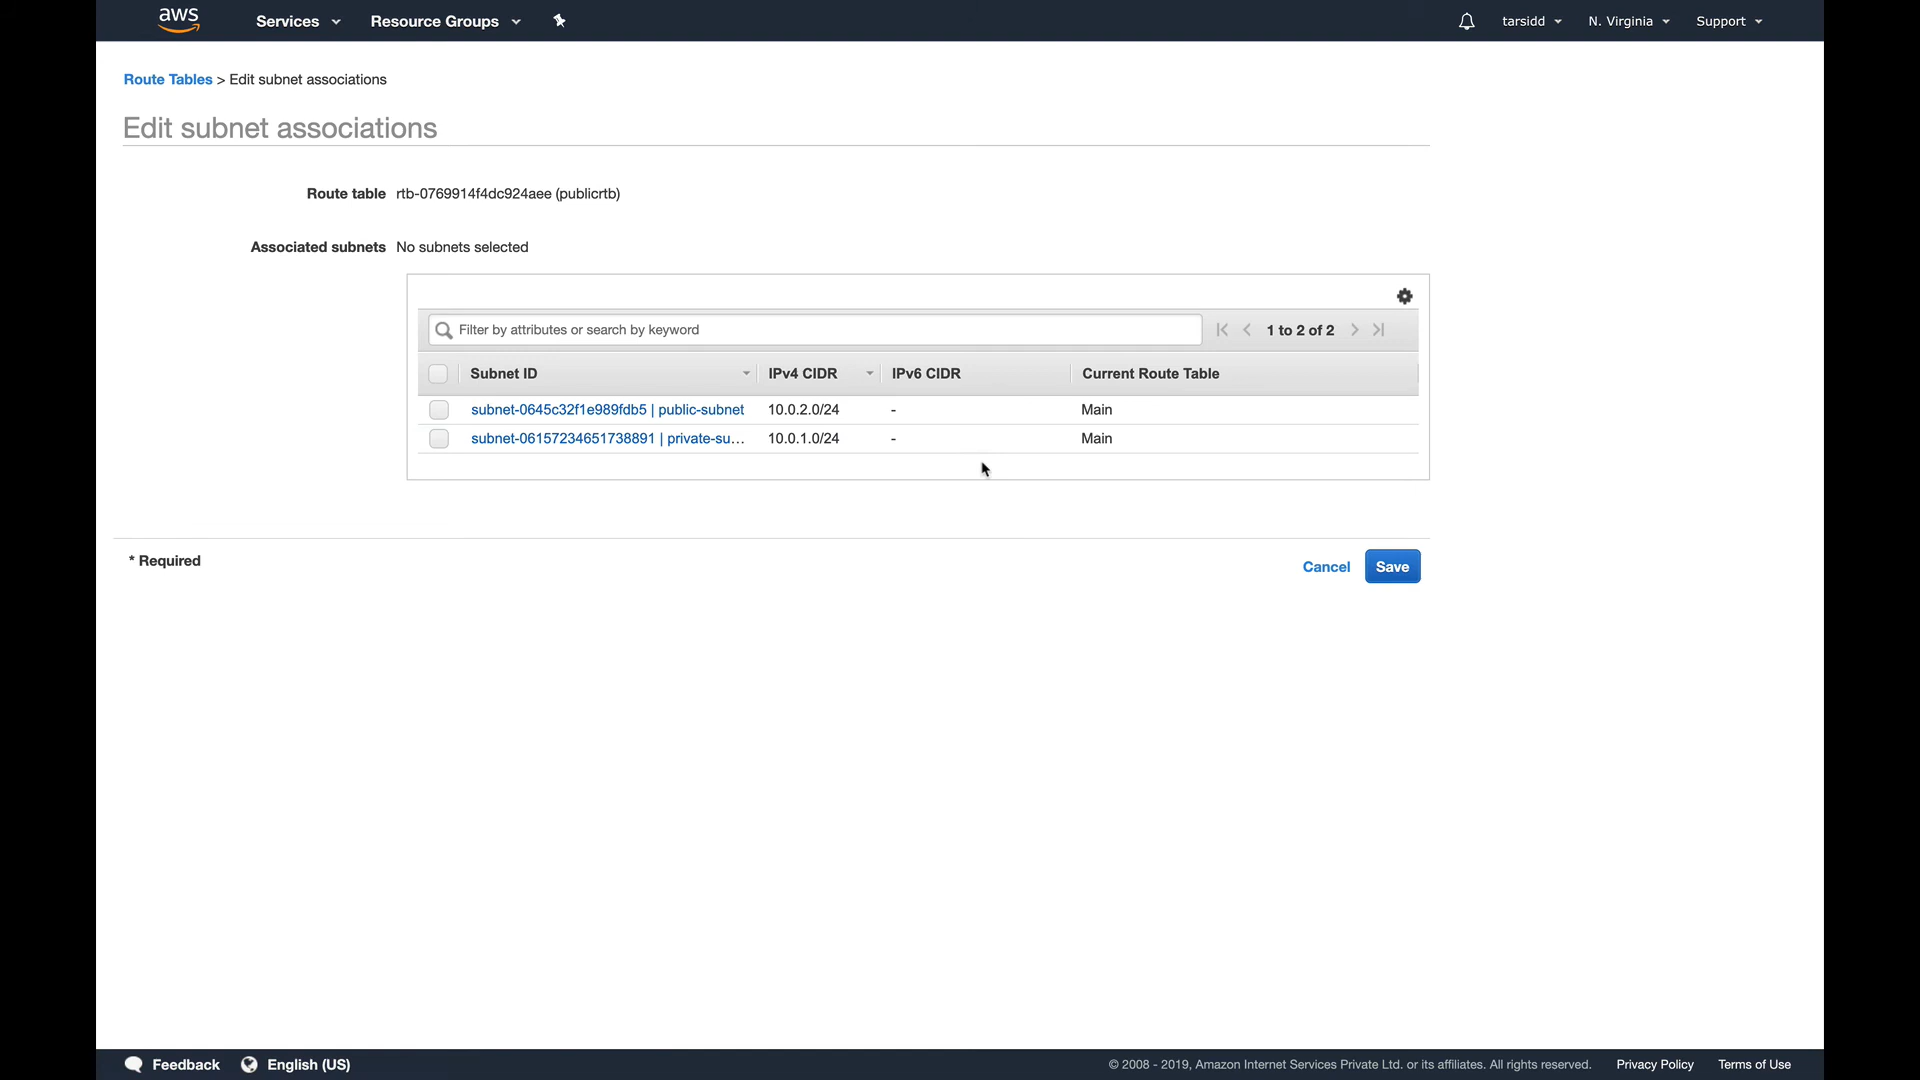 aws Services Resource Groups tarsidd N. Virginia Support
Route Tables > Edit subnet associations
Edit subnet associations
Route table rtb-0769914f4dc924aee (publicrtb)
Associated subnets No subnets selected
Filter by attributes or search by keyword 1 to 2 of 2
Subnet ID IPv4 CIDR IPv6 CIDR Current Route Table
subnet-0645c32f1e989fdb5 | public-subnet 10.0.2.0/24 - Main
subnet-06157234651738891 | private-su... 10.0.1.0/24 - Main
* Required Cancel Save
Feedback English (US) © 2008 - 2019, Amazon Internet Services Private Ltd. or its affiliates. All rights reserved. Privacy Policy Terms of Use